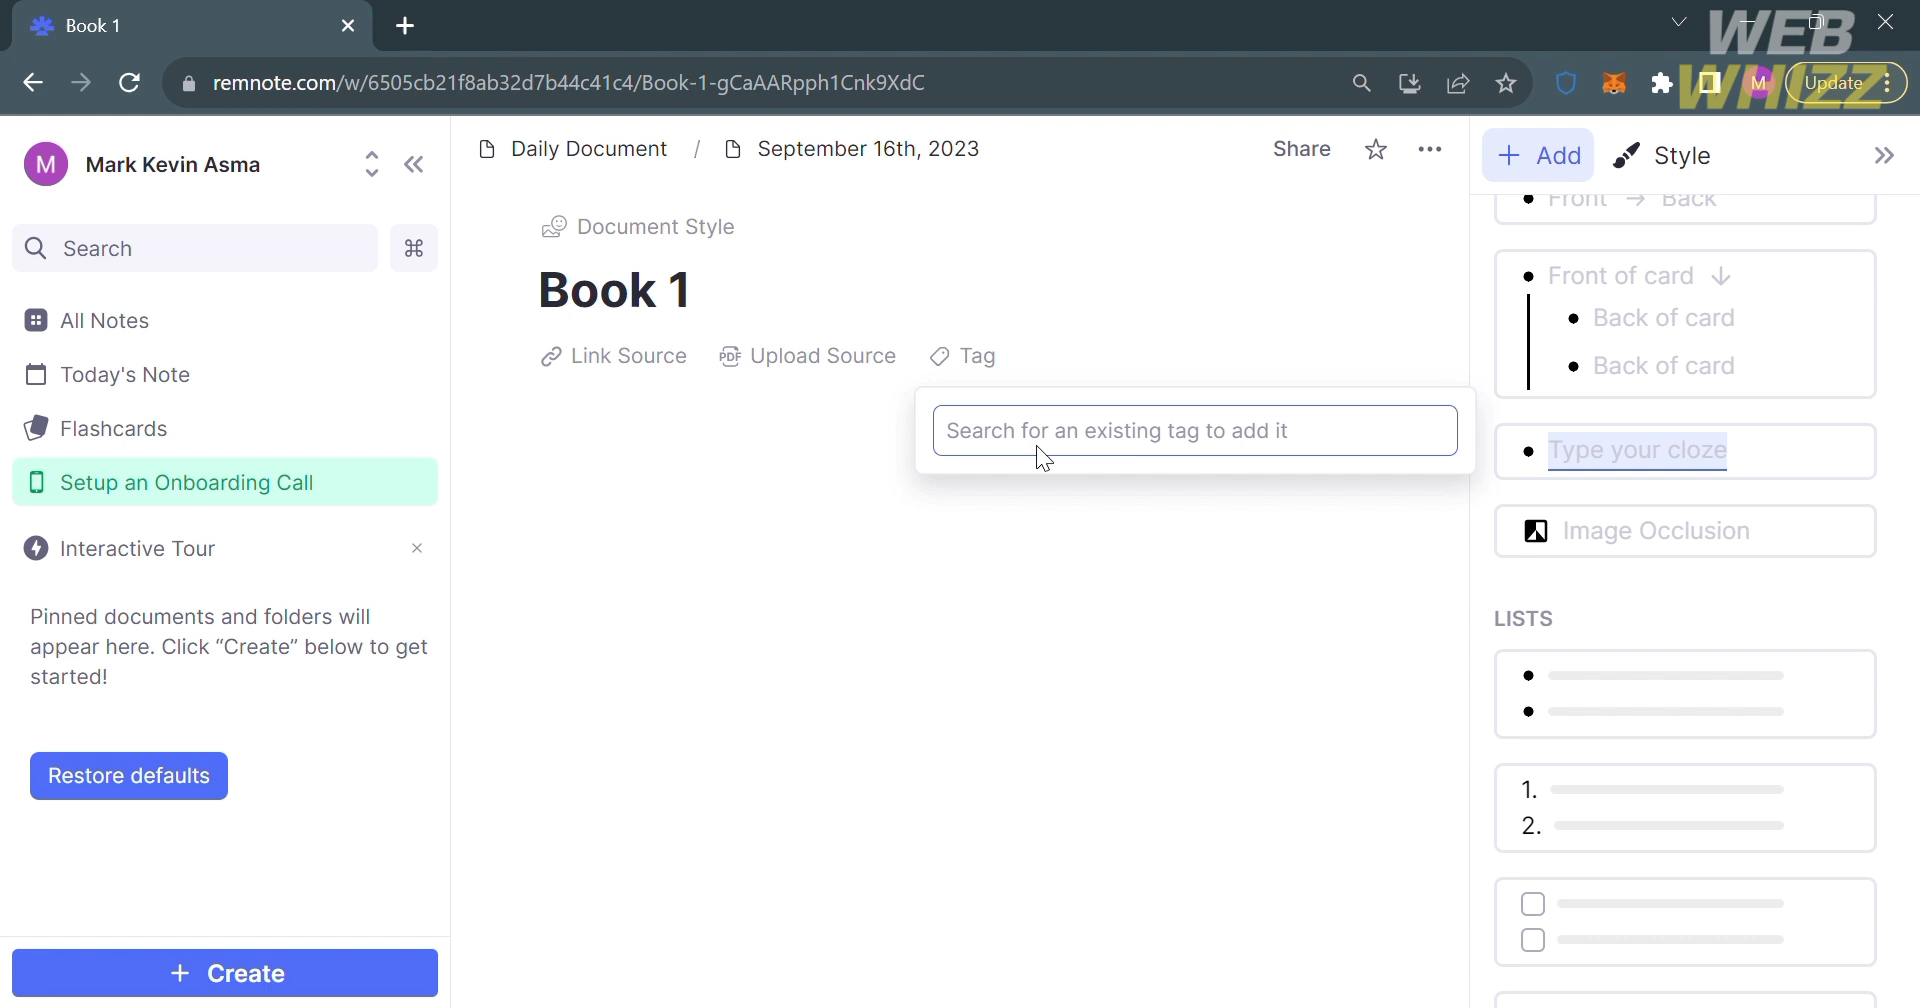 Book 1
WEB
WHIZZ
remnote.com/w/6505cb21f8ab32d7b44c41c4/Book-1-gCaAARpph1Cnk9XdC
M
Update
M
Mark Kevin Asma
Search
All Notes
Today's Note
Flashcards
Setup an Onboarding Call
Interactive Tour
Pinned documents and folders will
appear here. Click “Create” below to get
started!
Restore defaults
+ Create
Daily Document / September 16th, 2023
Share
Document Style
Book 1
Link Source
PDF Upload Source
Tag
Search for an existing tag to add it
+ Add
Style
Front → Back
Front of card ↓
Back of card
Back of card
Type your cloze
Image Occlusion
LISTS
1.
2.